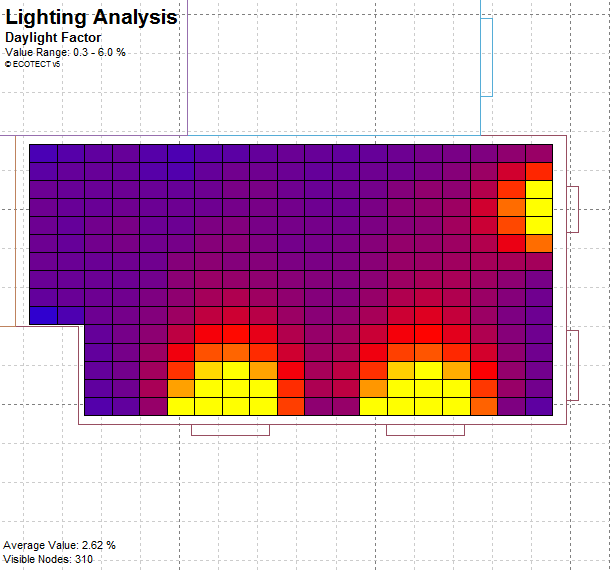 Lighting Analysis
Daylight Factor
Value Range: 0.3 - 6.0 %
© ECOTECT v5
Average Value: 2.62 %
Visible Nodes: 310